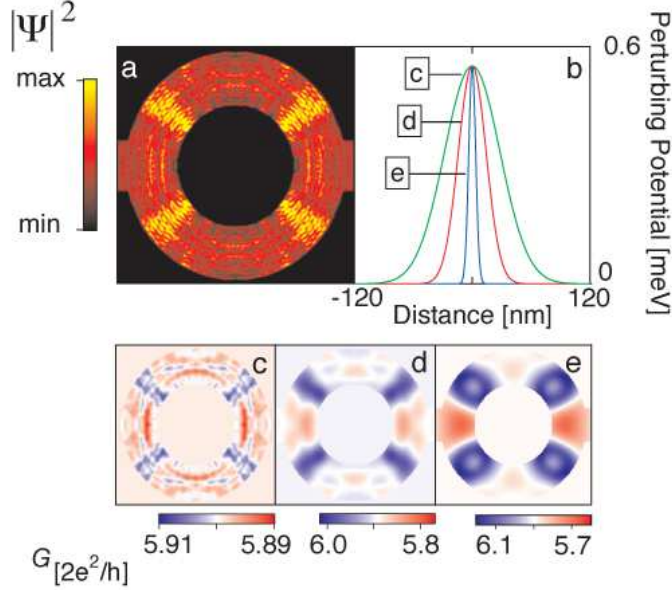 |Ψ|²
max
min
a
b
c
d
e
0.6
0
Perturbing Potential [meV]
-120
120
Distance [nm]
c
d
e
5.91
5.89
6.0
5.8
6.1
5.7
G [2e²/h]